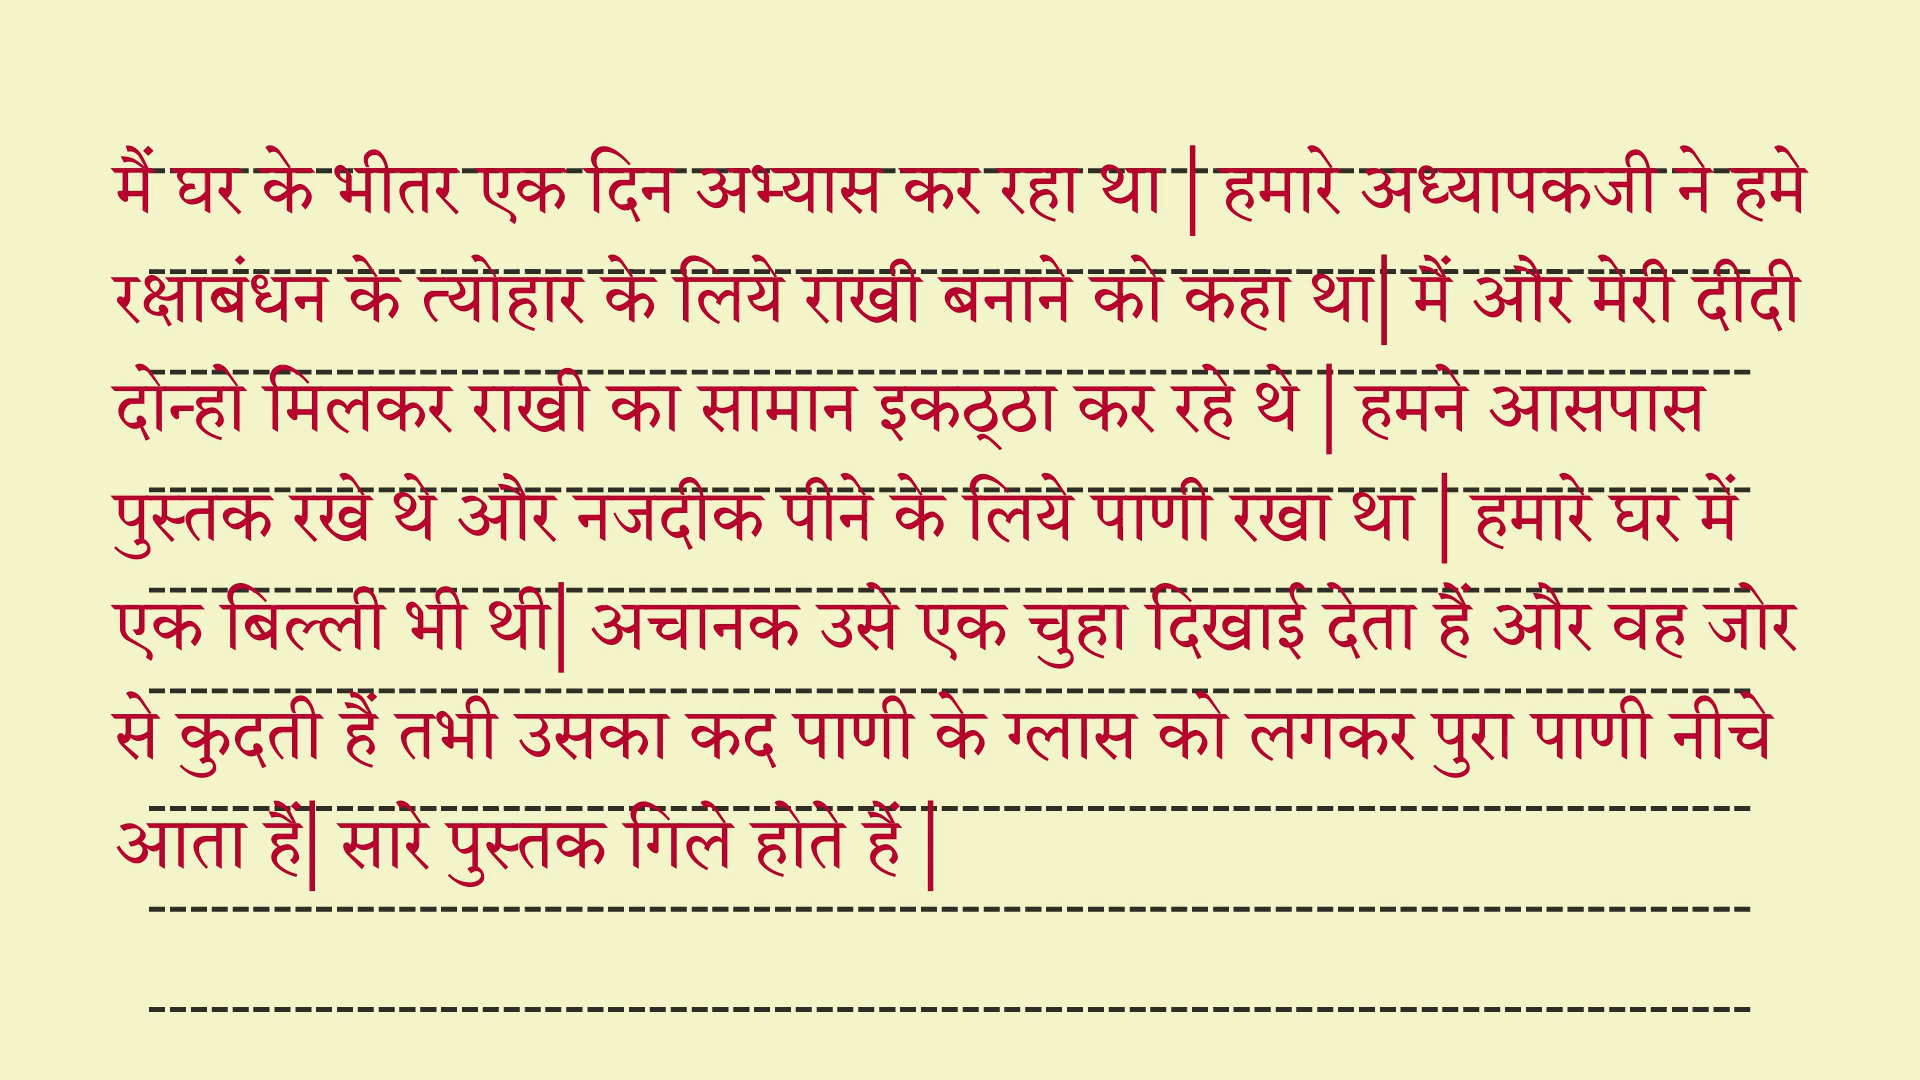 मैं घर के भीतर एक दिन अभ्यास कर रहा था | हमारे अध्यापकजी ने हमे
रक्षाबंधन के त्योहार के लिये राखी बनाने को कहा था| मैं और मेरी दीदी
दोन्हो मिलकर राखी का सामान इकठ्ठा कर रहे थे | हमने आसपास
पुस्तक रखे थे और नजदीक पीने के लिये पाणी रखा था | हमारे घर में
एक बिल्ली भी थी| अचानक उसे एक चुहा दिखाई देता हैं और वह जोर
से कुदती हैं तभी उसका कद पाणी के ग्लास को लगकर पुरा पाणी नीचे
आता हैं| सारे पुस्तक गिले होते हैं |